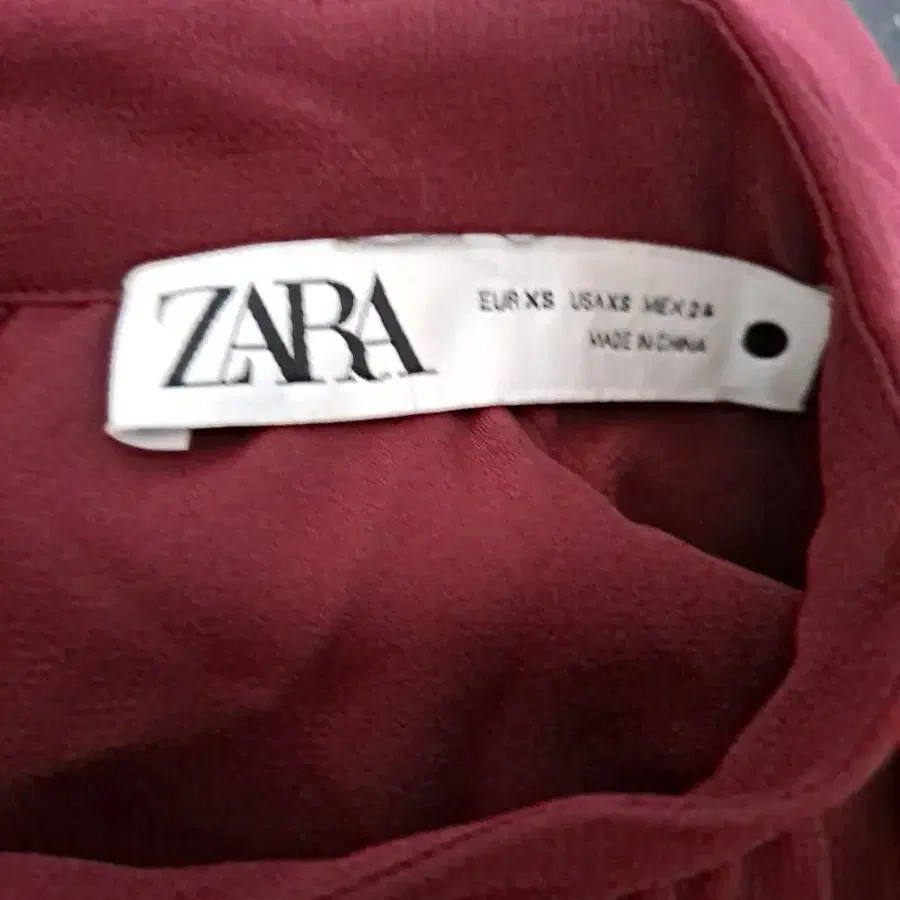 ZARA
EUR XS USA XS MEX 24
MADE IN CHINA